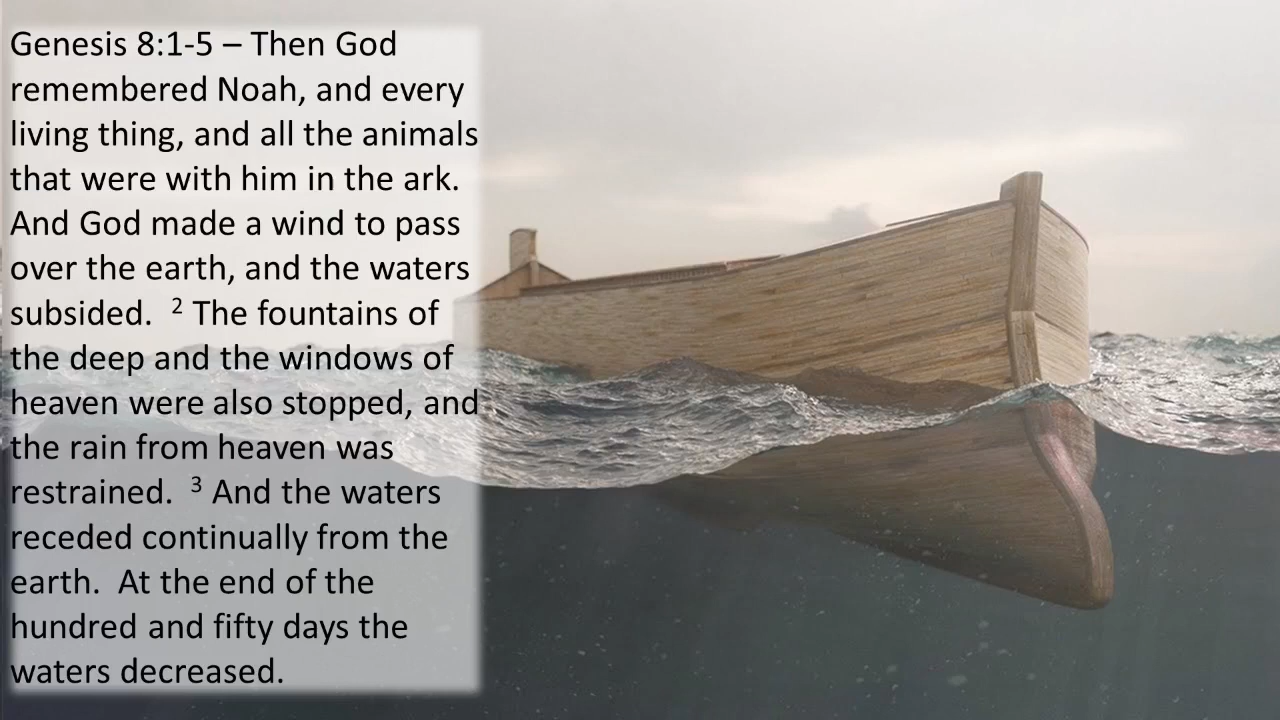 Genesis 8:1-5 – Then God
remembered Noah, and every
living thing, and all the animals
that were with him in the ark.
And God made a wind to pass
over the earth, and the waters
subsided.  ² The fountains of
the deep and the windows of
heaven were also stopped, and
the rain from heaven was
restrained.  ³ And the waters
receded continually from the
earth.  At the end of the
hundred and fifty days the
waters decreased.